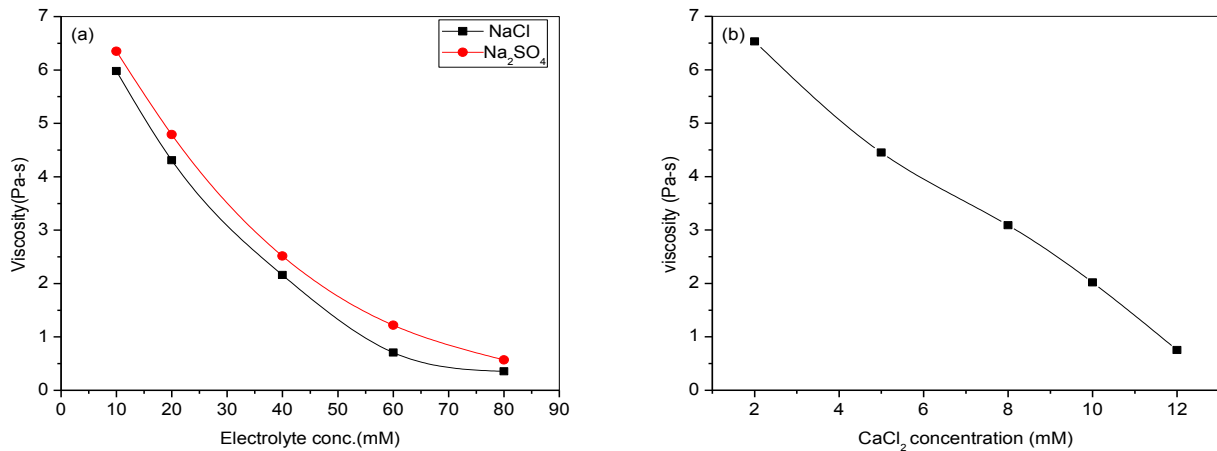 (a)
NaCl
Na₂SO₄
7
6
5
4
3
2
1
0
Viscosity(Pa-s)
0 10 20 30 40 50 60 70 80 90
Electrolyte conc.(mM)
(b)
7
6
5
4
3
2
1
0
viscosity (Pa-s)
2 4 6 8 10 12
CaCl₂ concentration (mM)